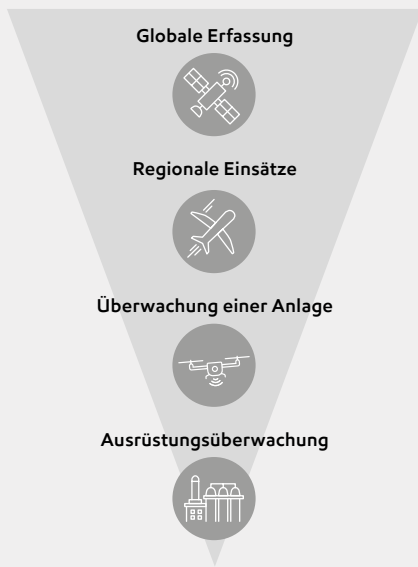 Globale Erfassung
Regionale Einsätze
Überwachung einer Anlage
Ausrüstungsüberwachung